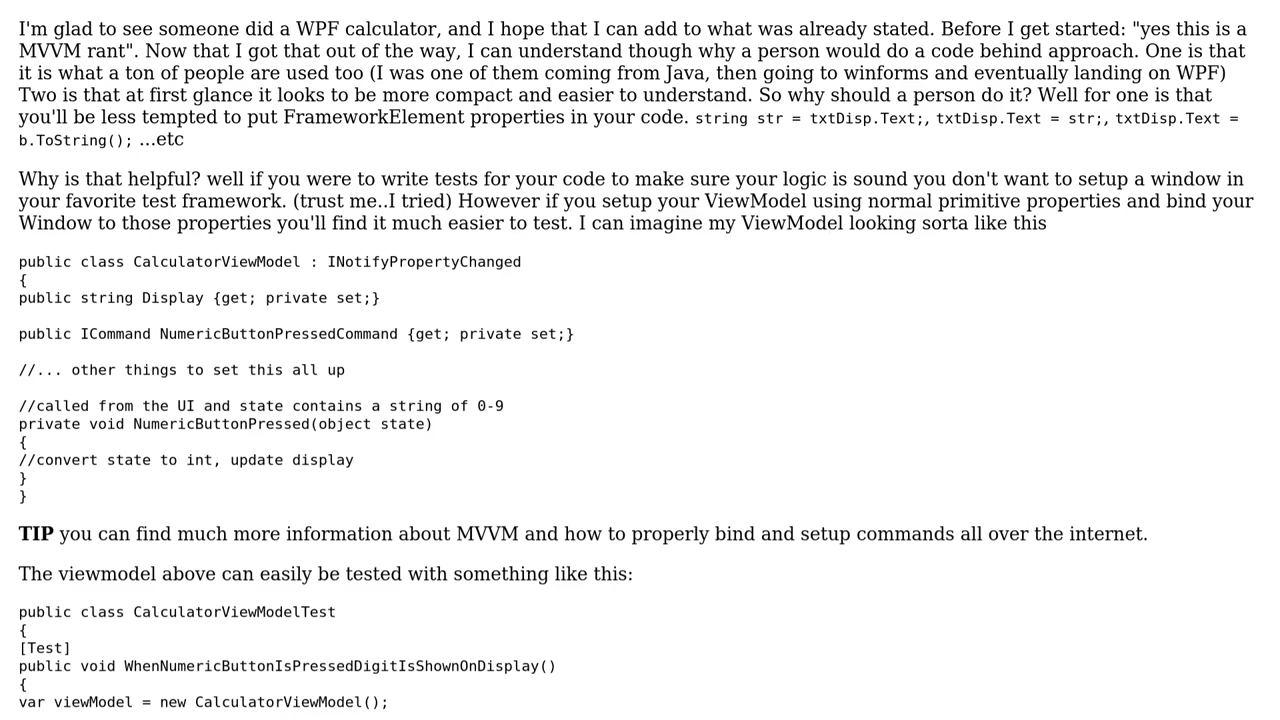 I'm glad to see someone did a WPF calculator, and I hope that I can add to what was already stated. Before I get started: "yes this is a
MVVM rant". Now that I got that out of the way, I can understand though why a person would do a code behind approach. One is that
it is what a ton of people are used too (I was one of them coming from Java, then going to winforms and eventually landing on WPF)
Two is that at first glance it looks to be more compact and easier to understand. So why should a person do it? Well for one is that
you'll be less tempted to put FrameworkElement properties in your code. string str = txtDisp.Text;, txtDisp.Text = str;, txtDisp.Text =
b.ToString(); ...etc
Why is that helpful? well if you were to write tests for your code to make sure your logic is sound you don't want to setup a window in
your favorite test framework. (trust me..I tried) However if you setup your ViewModel using normal primitive properties and bind your
Window to those properties you'll find it much easier to test. I can imagine my ViewModel looking sorta like this
public class CalculatorViewModel : INotifyPropertyChanged
{
public string Display {get; private set;}
public ICommand NumericButtonPressedCommand {get; private set;}
//... other things to set this all up
//called from the UI and state contains a string of 0-9
private void NumericButtonPressed(object state)
{
//convert state to int, update display
}
}
TIP you can find much more information about MVVM and how to properly bind and setup commands all over the internet.
The viewmodel above can easily be tested with something like this:
public class CalculatorViewModelTest
{
[Test]
public void WhenNumericButtonIsPressedDigitIsShownOnDisplay()
{
var viewModel = new CalculatorViewModel();